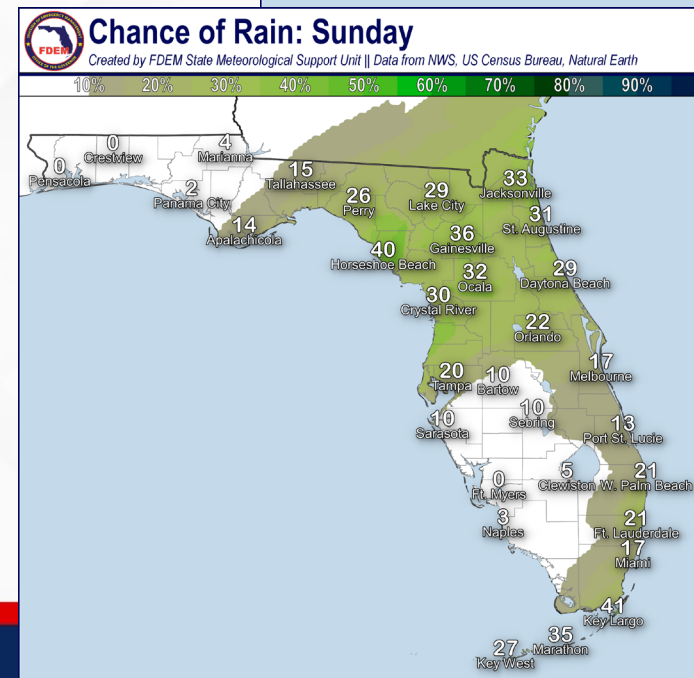 FDEM
Chance of Rain: Sunday
Created by FDEM State Meteorological Support Unit || Data from NWS, US Census Bureau, Natural Earth
10% 20% 30% 40% 50% 60% 70% 80% 90%
0
Pensacola
0
Crestview
4
Marianna
2
Panama City
15
Tallahassee
14
Apalachicola
26
Perry
29
Lake City
33
Jacksonville
31
St. Augustine
36
Gainesville
40
Horseshoe Beach
32
Ocala
29
Daytona Beach
30
Crystal River
22
Orlando
17
Melbourne
20
Tampa
10
Bartow
10
Sebring
10
Sarasota
13
Port St. Lucie
0
Ft. Myers
5
Clewiston
21
W. Palm Beach
3
Naples
21
Ft. Lauderdale
17
Miami
41
Key Largo
35
Marathon
27
Key West